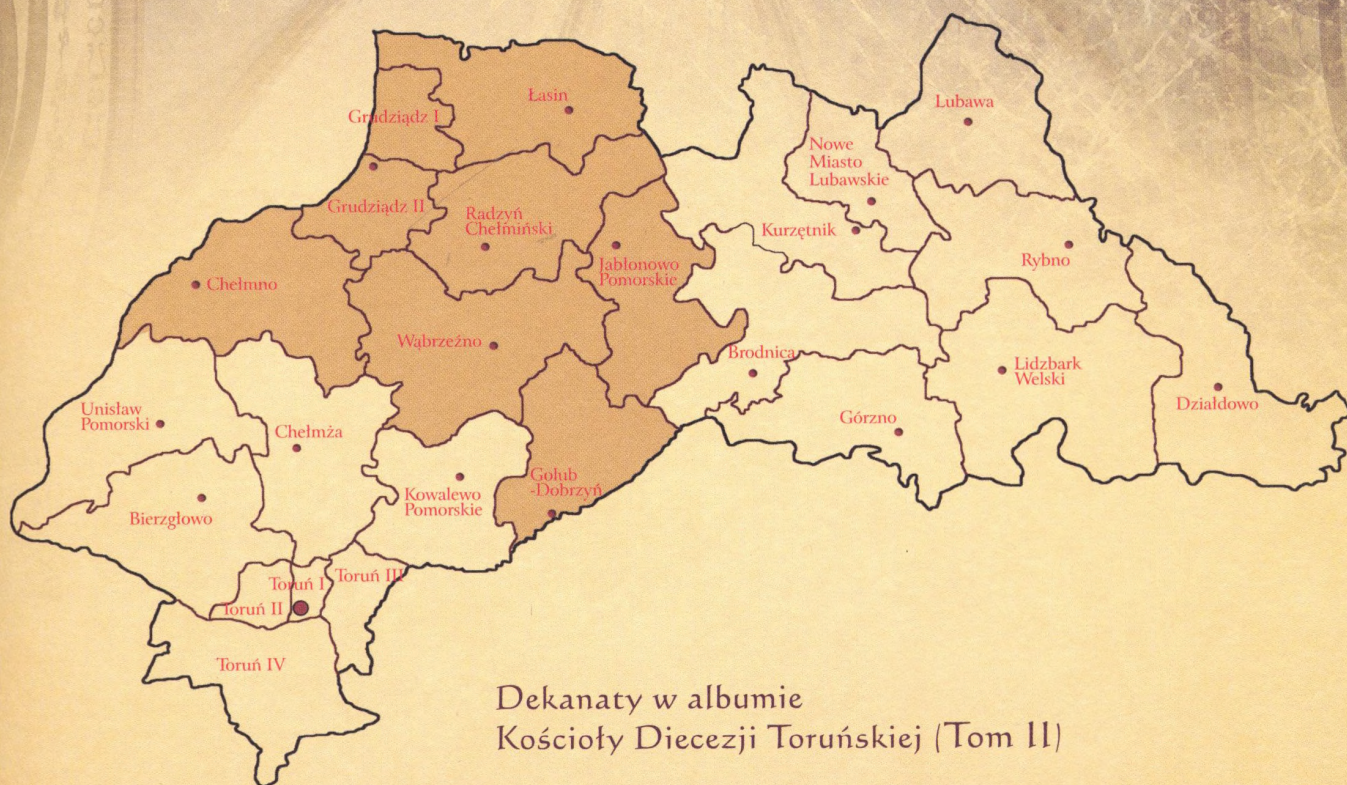 Łasin
Grudziądz I
Lubawa
Nowe
Miasto
Lubawskie
Grudziądz II
Radzyń
Chełmiński
Kurzętnik
Rybno
Jabłonowo
Pomorskie
Chełmno
Wąbrzeźno
Brodnica
Lidzbark
Welski
Działdowo
Unisław
Pomorski
Górzno
Chełmża
Golub
-Dobrzyń
Kowalewo
Pomorskie
Bierzgłowo
Toruń III
Toruń I
Toruń II
Toruń IV
Dekanaty w albumie
Kościoły Diecezji Toruńskiej (Tom II)